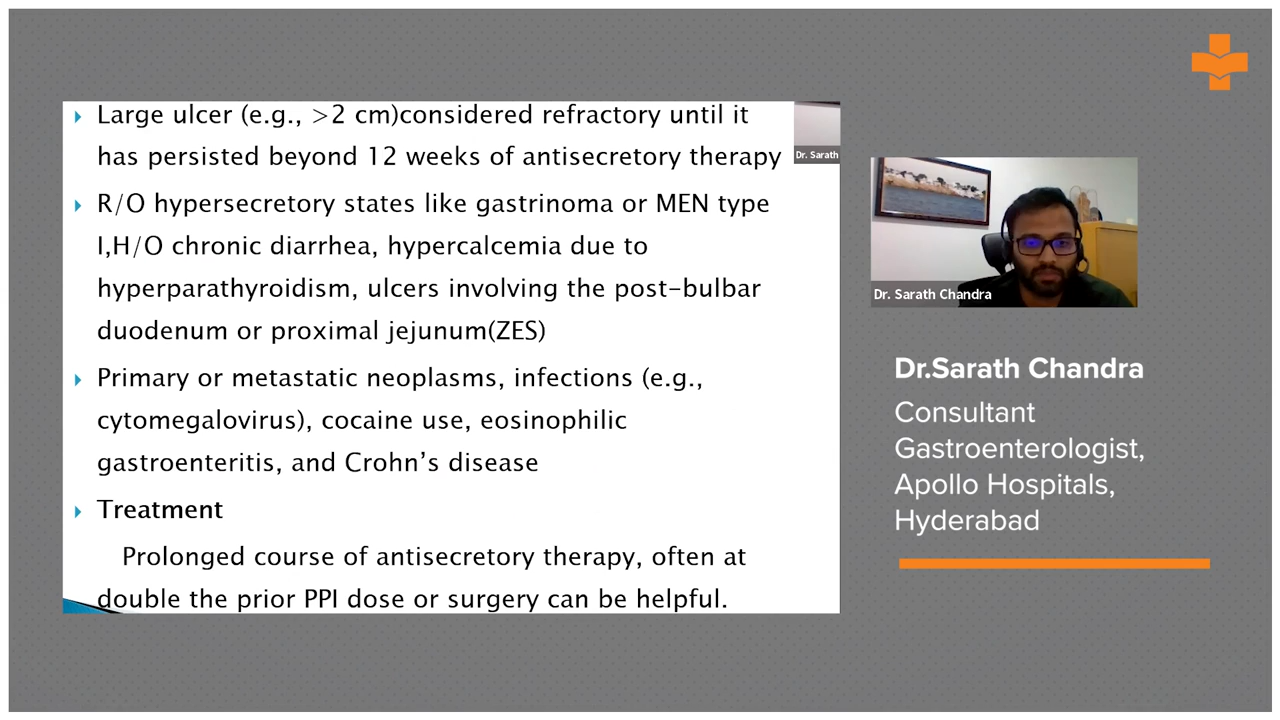 Large ulcer (e.g., >2 cm)considered refractory until it
has persisted beyond 12 weeks of antisecretory therapy
R/O hypersecretory states like gastrinoma or MEN type
I,H/O chronic diarrhea, hypercalcemia due to
hyperparathyroidism, ulcers involving the post-bulbar
duodenum or proximal jejunum(ZES)
Primary or metastatic neoplasms, infections (e.g.,
cytomegalovirus), cocaine use, eosinophilic
gastroenteritis, and Crohn's disease
Treatment
Prolonged course of antisecretory therapy, often at
double the prior PPI dose or surgery can be helpful.
Dr. Sarath
Dr. Sarath Chandra
Dr.Sarath Chandra
Consultant
Gastroenterologist,
Apollo Hospitals,
Hyderabad